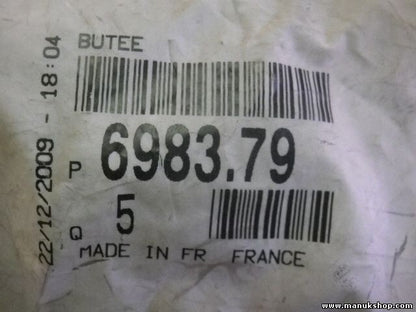 BUTEE
P 6983.79
Q 5
MADE IN FR FRANCE
22/12/2009 - 18:04
www.manukshop.com